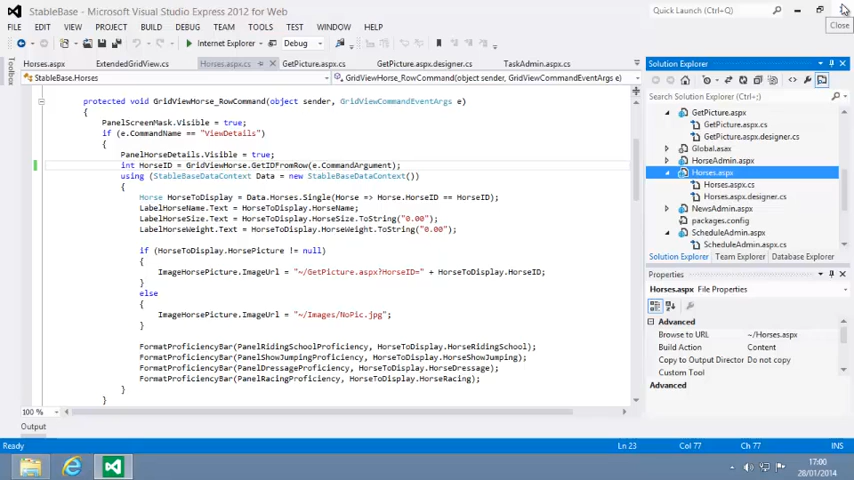 StableBase - Microsoft Visual Studio Express 2012 for Web
Quick Launch (Ctrl+Q)
FILE EDIT VIEW PROJECT BUILD DEBUG TEAM TOOLS TEST WINDOW HELP
Close
Internet Explorer Debug
Toolbox
Horses.aspx ExtendedGridView.cs Horses.aspx.cs GetPicture.aspx.cs GetPicture.aspx.designer.cs TaskAdmin.aspx.cs
StableBase.Horses GridViewHorse_RowCommand(object sender, GridViewCommandEventArgs e)
protected void GridViewHorse_RowCommand(object sender, GridViewCommandEventArgs e)
{
PanelScreenMask.Visible = true;
if (e.CommandName == "ViewDetails")
{
PanelHorseDetails.Visible = true;
int HorseID = GridViewHorse.GetIDFromRow(e.CommandArgument);
using (StableBaseDataContext Data = new StableBaseDataContext())
{
Horse HorseToDisplay = Data.Horses.Single(Horse => Horse.HorseID == HorseID);
LabelHorseName.Text = HorseToDisplay.HorseName;
LabelHorseSize.Text = HorseToDisplay.HorseSize.ToString("0.00");
LabelHorseWeight.Text = HorseToDisplay.HorseWeight.ToString("0.00");
if (HorseToDisplay.HorsePicture != null)
{
ImageHorsePicture.ImageUrl = "~/GetPicture.aspx?HorseID=" + HorseToDisplay.HorseID;
}
else
{
ImageHorsePicture.ImageUrl = "~/Images/NoPic.jpg";
}
FormatProficiencyBar(PanelRidingSchoolProficiency, HorseToDisplay.HorseRidingSchool);
FormatProficiencyBar(PanelShowJumpingProficiency, HorseToDisplay.HorseShowJumping);
FormatProficiencyBar(PanelDressageProficiency, HorseToDisplay.HorseDressage);
FormatProficiencyBar(PanelRacingProficiency, HorseToDisplay.HorseRacing);
}
}
100 %
Output
Solution Explorer
Search Solution Explorer (Ctrl+;)
GetPicture.aspx
GetPicture.aspx.cs
GetPicture.aspx.designer.cs
Global.asax
HorseAdmin.aspx
Horses.aspx
Horses.aspx.cs
Horses.aspx.designer.cs
NewsAdmin.aspx
packages.config
ScheduleAdmin.aspx
ScheduleAdmin.aspx.cs
Solution Explorer Team Explorer Database Explorer
Properties
Horses.aspx File Properties
Advanced
Browse to URL ~/Horses.aspx
Build Action Content
Copy to Output Director Do not copy
Custom Tool
Advanced
Ready Ln 23 Col 77 Ch 77 INS
17:00
28/01/2014